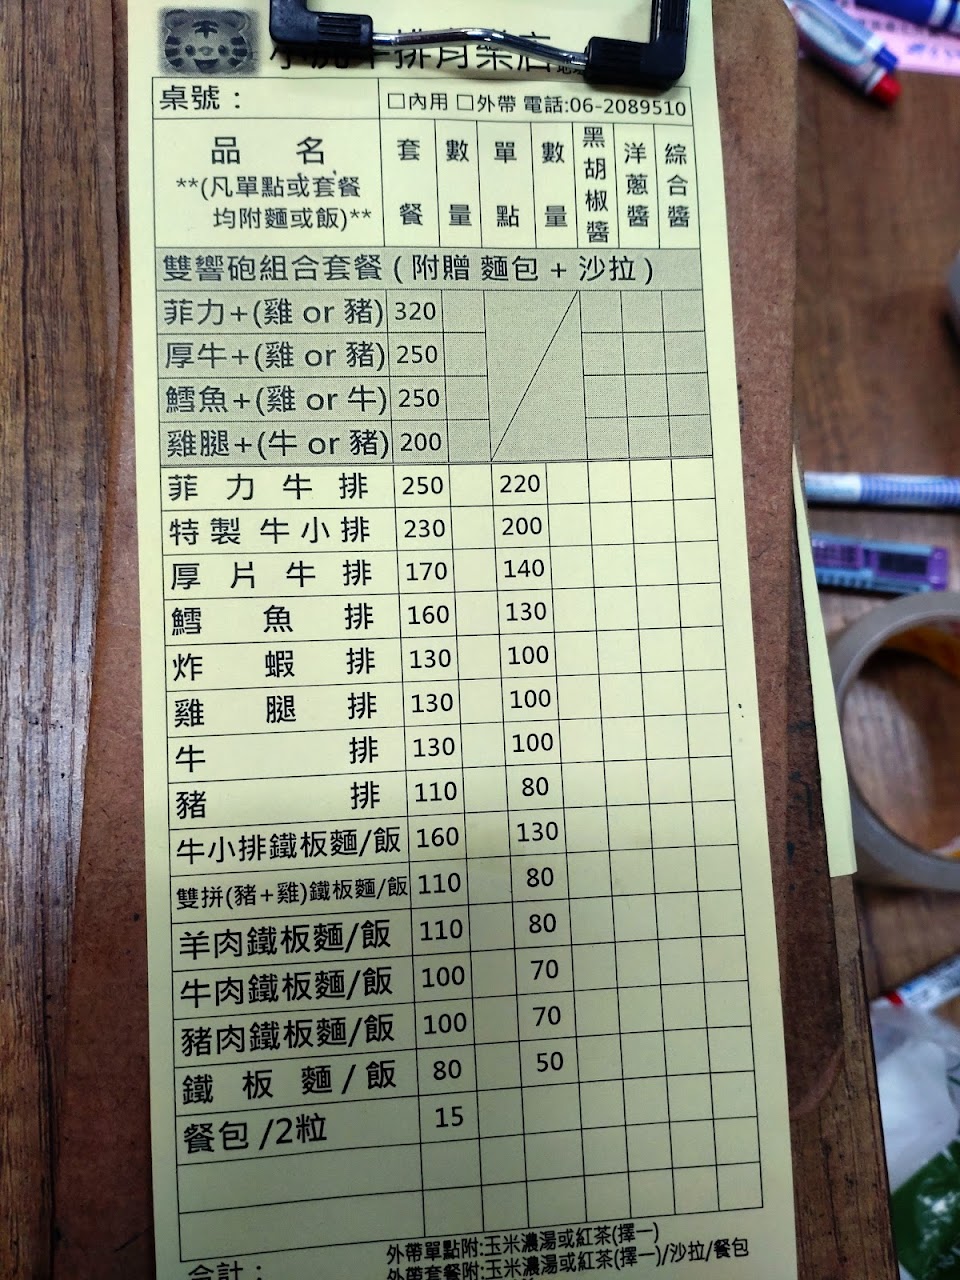 牛排育樂店
桌號：
□內用 □外帶 電話:06-2089510
品 名
**(凡單點或套餐
均附麵或飯)**
套餐 數量 單點 數量 黑胡椒醬 洋蔥醬 綜合醬
雙響砲組合套餐 ( 附贈 麵包 + 沙拉 )
菲力+(雞 or 豬) 320
厚牛+(雞 or 豬) 250
鱈魚+(雞 or 牛) 250
雞腿+(牛 or 豬) 200
菲力牛排 250 220
特製牛小排 230 200
厚片牛排 170 140
鱈魚排 160 130
炸蝦排 130 100
雞腿排 130 100
牛排 130 100
豬排 110 80
牛小排鐵板麵/飯 160 130
雙拼(豬+雞)鐵板麵/飯 110 80
羊肉鐵板麵/飯 110 80
牛肉鐵板麵/飯 100 70
豬肉鐵板麵/飯 100 70
鐵板麵/飯 80 50
餐包/2粒 15
合計：
外帶單點附:玉米濃湯或紅茶(擇一)
外帶套餐附:玉米濃湯或紅茶(擇一)/沙拉/餐包